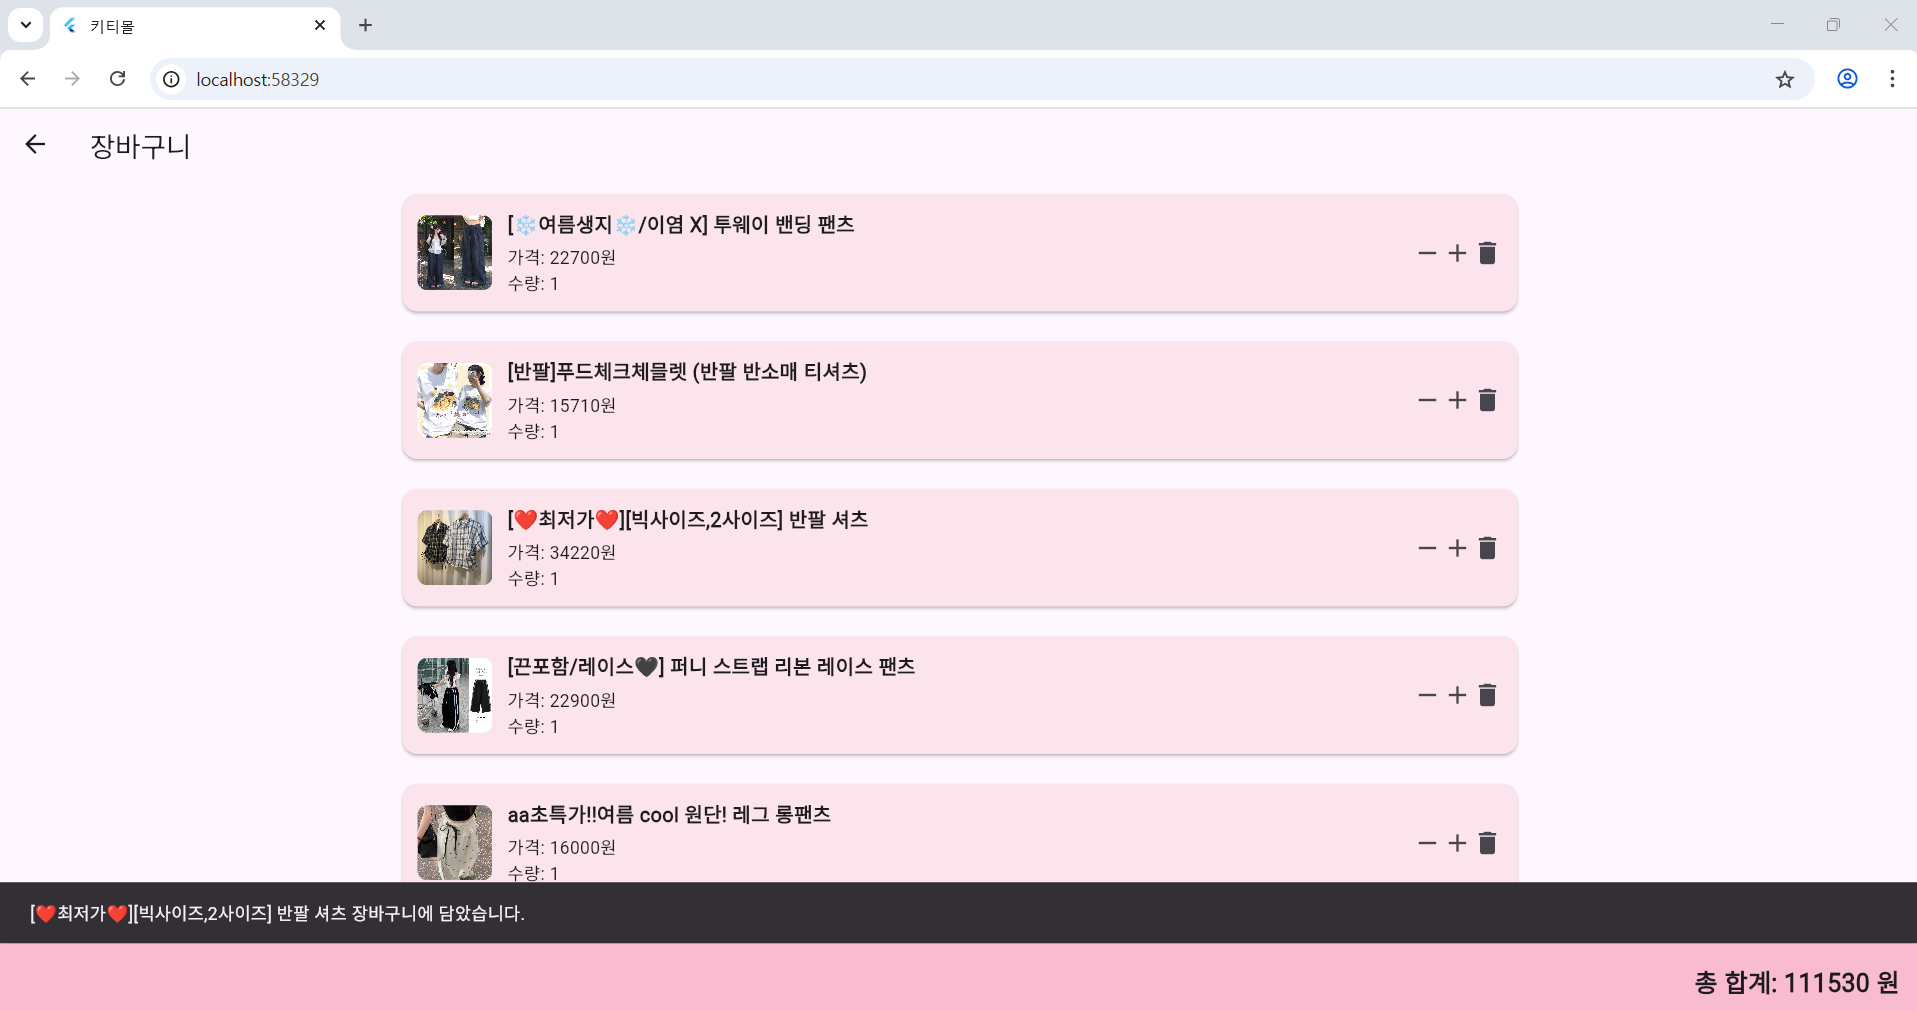 키티몰
localhost:58329
장바구니
[❄️여름생지❄️/이염 X] 투웨이 밴딩 팬츠
가격: 22700원
수량: 1
[반팔]푸드체크체믈렛 (반팔 반소매 티셔츠)
가격: 15710원
수량: 1
[❤️최저가❤️][빅사이즈,2사이즈] 반팔 셔츠
가격: 34220원
수량: 1
[끈포함/레이스🖤] 퍼니 스트랩 리본 레이스 팬츠
가격: 22900원
수량: 1
aa초특가!!여름 cool 원단! 레그 롱팬츠
가격: 16000원
수량: 1
[❤️최저가❤️][빅사이즈,2사이즈] 반팔 셔츠 장바구니에 담았습니다.
총 합계: 111530 원